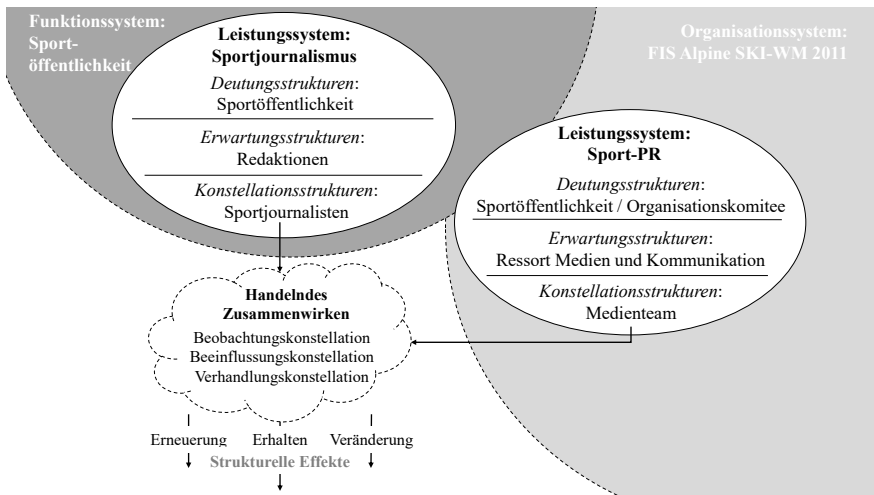 Funktionssystem:
Sport-
öffentlichkeit
Leistungssystem:
Sportjournalismus
Deutungsstrukturen:
Sportöffentlichkeit
Erwartungsstrukturen:
Redaktionen
Konstellationsstrukturen:
Sportjournalisten
Organisationssystem:
FIS Alpine SKI-WM 2011
Leistungssystem:
Sport-PR
Deutungsstrukturen:
Sportöffentlichkeit / Organisationskomitee
Erwartungsstrukturen:
Ressort Medien und Kommunikation
Konstellationsstrukturen:
Medienteam
Handelndes
Zusammenwirken
Beobachtungskonstellation
Beeinflussungskonstellation
Verhandlungskonstellation
Erneuerung Erhalten Veränderung
Strukturelle Effekte